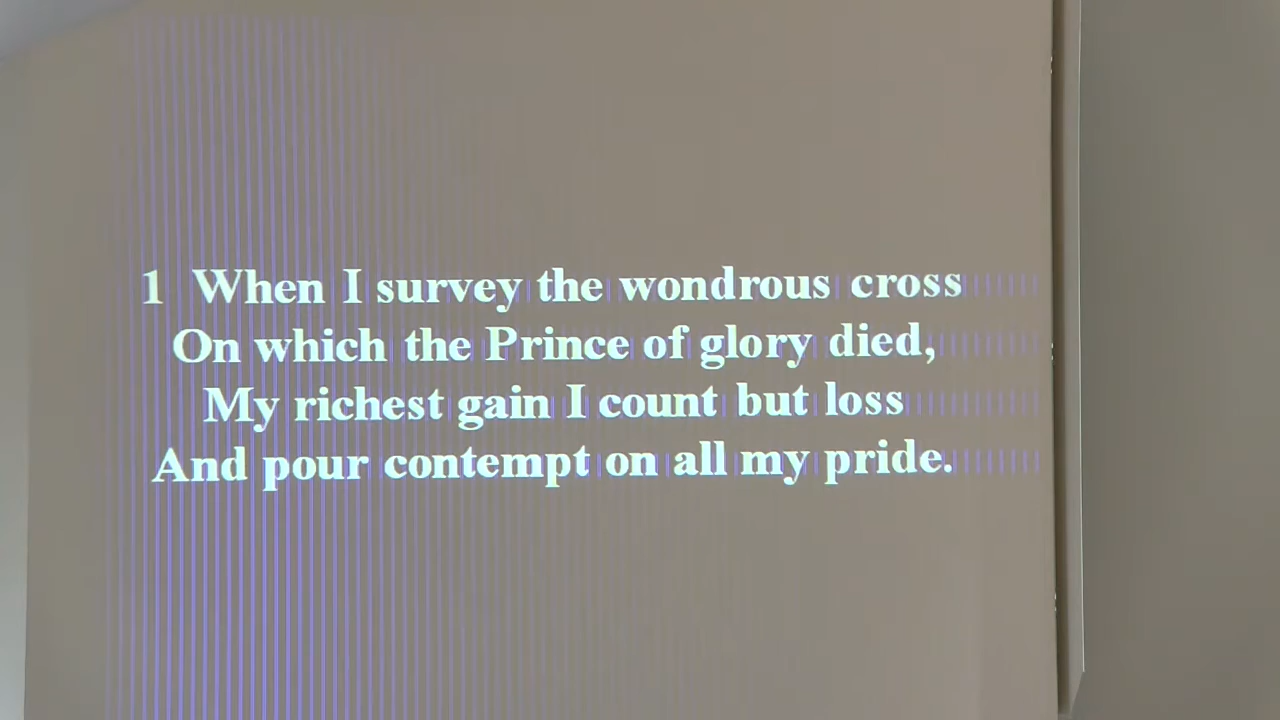 1 When I survey the wondrous cross
On which the Prince of glory died,
My richest gain I count but loss
And pour contempt on all my pride.